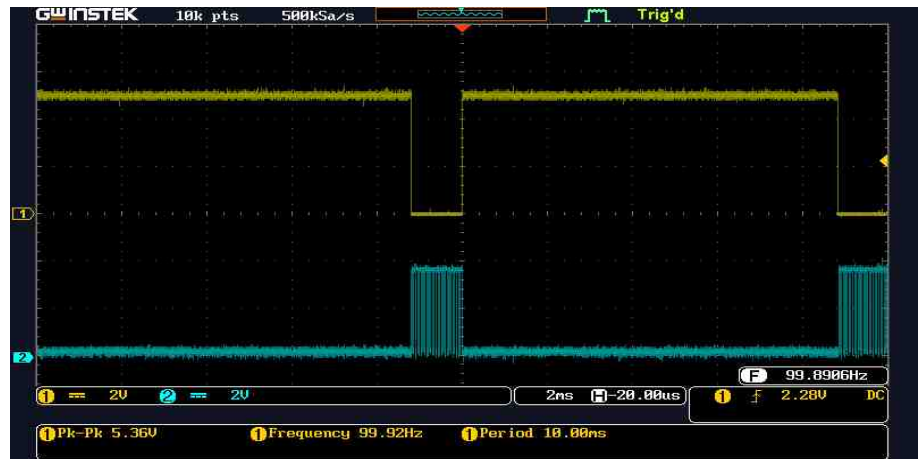 GWINSTEK 10k pts 500kSa/s Trig'd
1
2
F 99.8906Hz
1 2V 2 2V 2ms H -20.00us 1 2.28V DC
1 Pk-Pk 5.36V 1 Frequency 99.92Hz 1 Period 10.00ms